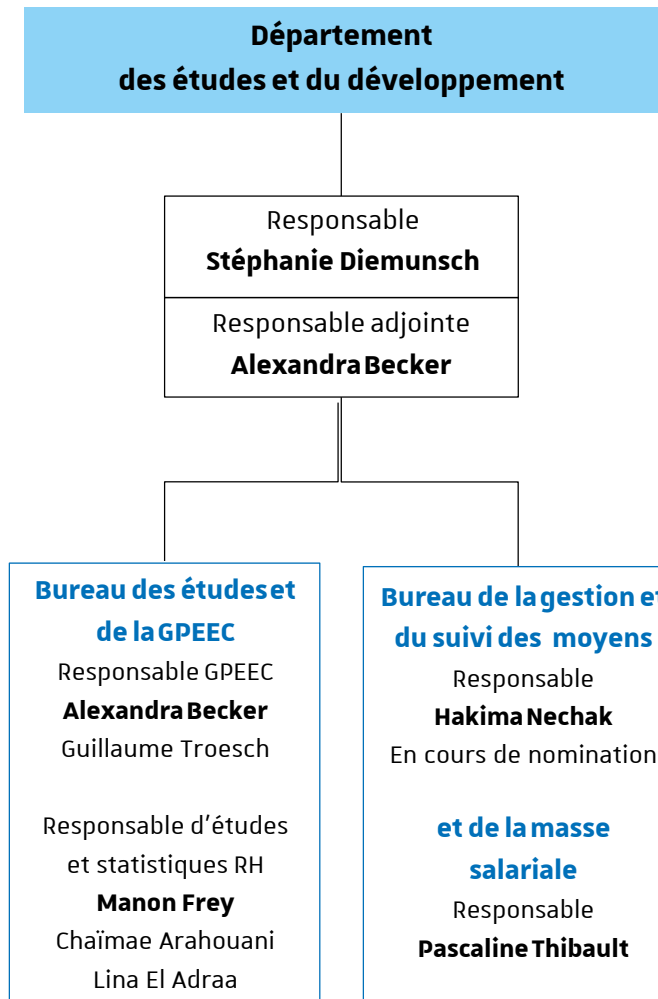 Département
des études et du développement
Responsable
Stéphanie Diemunsch
Responsable adjointe
Alexandra Becker
Bureau des études et
de la GPEEC
Responsable GPEEC
Alexandra Becker
Guillaume Troesch
Responsable d'études
et statistiques RH
Manon Frey
Chaïmae Arahouani
Lina El Adraa
Bureau de la gestion et
du suivi des moyens
Responsable
Hakima Nechak
En cours de nomination
et de la masse
salariale
Responsable
Pascaline Thibault